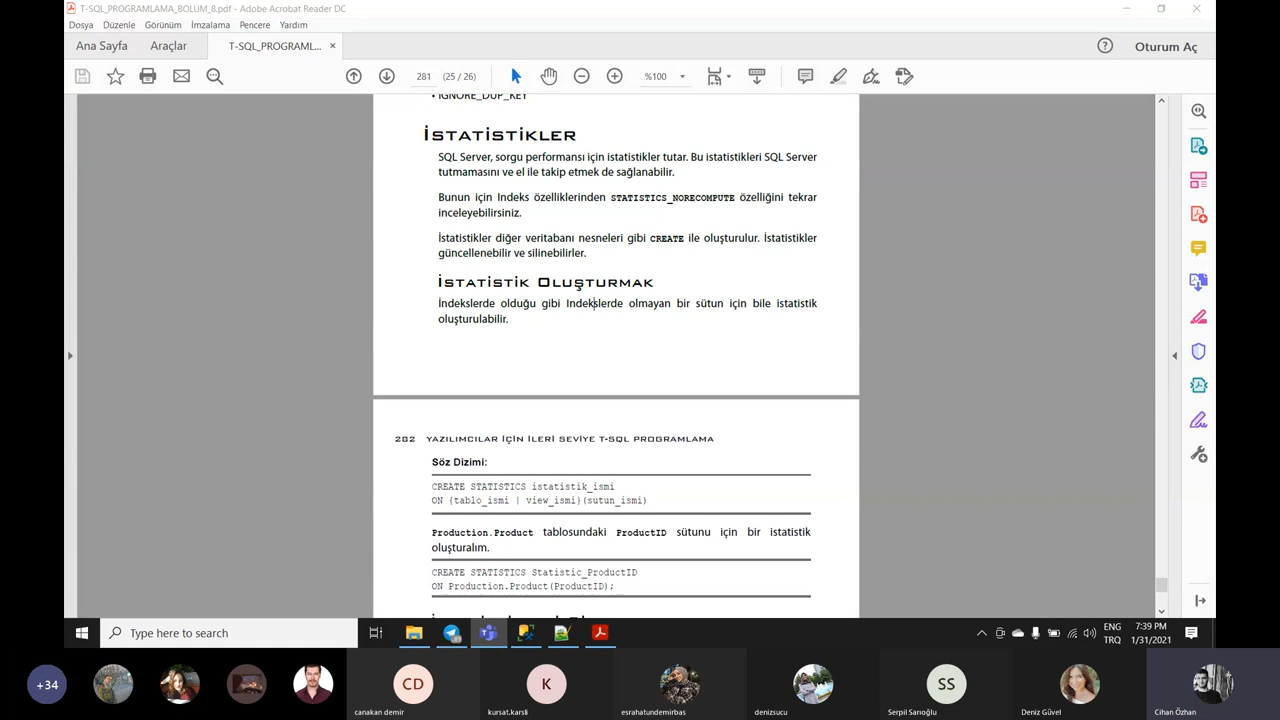 T-SQL_PROGRAMLAMA_BOLUM_8.pdf - Adobe Acrobat Reader DC
Dosya Düzenle Görünüm İmzalama Pencere Yardım
Ana Sayfa Araçlar T-SQL_PROGRAML... Oturum Aç
281 (25 / 26) %100
• IGNORE_DUP_KEY
İSTATİSTİKLER
SQL Server, sorgu performansı için istatistikler tutar. Bu istatistikleri SQL Server
tutmamasını ve el ile takip etmek de sağlanabilir.
Bunun için Indeks özelliklerinden STATISTICS_NORECOMPUTE özelliğini tekrar
inceleyebilirsiniz.
İstatistikler diğer veritabanı nesneleri gibi CREATE ile oluşturulur. İstatistikler
güncellenebilir ve silinebilirler.
İSTATİSTİK OLUŞTURMAK
İndekslerde olduğu gibi Indekslerde olmayan bir sütun için bile istatistik
oluşturulabilir.
282 YAZILIMCILAR İÇİN İLERİ SEVİYE T-SQL PROGRAMLAMA
Söz Dizimi:
CREATE STATISTICS istatistik_ismi
ON {tablo_ismi | view_ismi}(sutun_ismi)
Production.Product tablosundaki ProductID sütunu için bir istatistik
oluşturalım.
CREATE STATISTICS Statistic_ProductID
ON Production.Product(ProductID);
Type here to search
ENG 7:39 PM
TRQ 1/31/2021
+34 CD K SS
canakan demir kursat.karsli esrahatundemirbas denizsucu Serpil Sarıoğlu Deniz Güvel Cihan Özhan